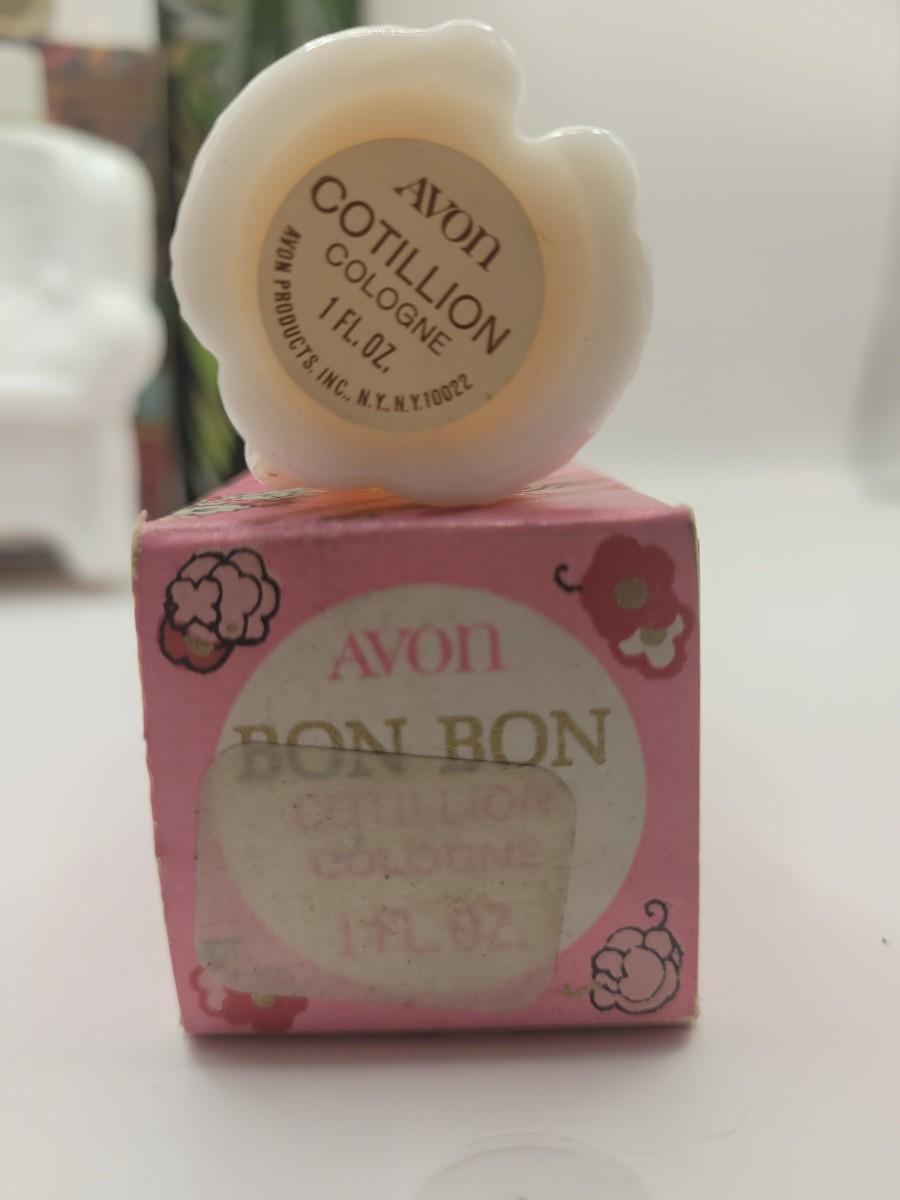 AVON
COTILLION
COLOGNE
1 FL. OZ.
AVON PRODUCTS, INC., N.Y., N.Y. 10022
AVON
BON BON
COTILLION
COLOGNE
1 FL. OZ.